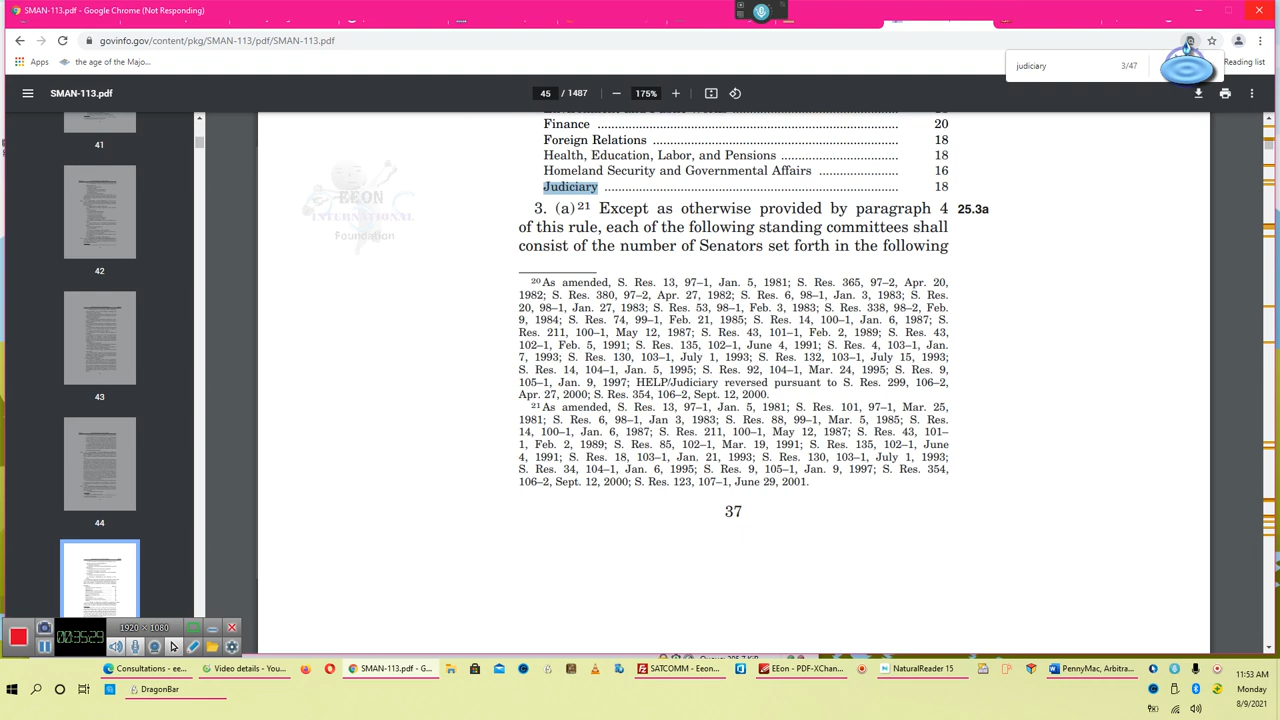 SMAN-113.pdf - Google Chrome (Not Responding)
govinfo.gov/content/pkg/SMAN-113/pdf/SMAN-113.pdf
Apps
the age of the Majo...
judiciary
3/47
Reading list
SMAN-113.pdf
45 / 1487
175%
41
42
43
44
EEON
INTERNATIONAL
Foundation
Finance ........ 20
Foreign Relations ........ 18
Health, Education, Labor, and Pensions ........ 18
Homeland Security and Governmental Affairs ........ 16
Judiciary ........ 18
3. (a)21 Except as otherwise provided by paragraph 4 25.3a
of this rule, each of the following standing committees shall
consist of the number of Senators set forth in the following
20 As amended, S. Res. 13, 97–1, Jan. 5, 1981; S. Res. 365, 97–2, Apr. 20,
1982; S. Res. 380, 97–2, Apr. 27, 1982; S. Res. 6, 98–1, Jan. 3, 1983; S. Res.
20, 98–1, Jan. 27, 1983; S. Res. 53, 98–1, Feb. 3, 1983; S. Res. 338, 98–2, Feb.
9, 1984; S. Res. 74, 99–1, Feb. 21, 1985; S. Res. 14, 100–1, Jan. 6, 1987; S.
Res. 211, 100–1, May 12, 1987; S. Res. 43, 101–1, Feb. 2, 1989; S. Res. 43,
102–1, Feb. 5, 1991; S. Res. 135, 102–1, June 4, 1991; S. Res. 4, 103–1, Jan.
7, 1993; S. Res. 130, 103–1, July 1, 1993; S. Res. 132, 103–1, July 15, 1993;
S. Res. 14, 104–1, Jan. 5, 1995; S. Res. 92, 104–1, Mar. 24, 1995; S. Res. 9,
105–1, Jan. 9, 1997; HELP/Judiciary reversed pursuant to S. Res. 299, 106–2,
Apr. 27, 2000; S. Res. 354, 106–2, Sept. 12, 2000.
21 As amended, S. Res. 13, 97–1, Jan. 5, 1981; S. Res. 101, 97–1, Mar. 25,
1981; S. Res. 6, 98–1, Jan 3, 1983; S. Res. 88, 99–1, Mar. 5, 1985; S. Res.
14, 100–1, Jan. 6, 1987; S. Res. 211, 100–1, May 12, 1987; S. Res. 43, 101–
1, Feb. 2, 1989; S. Res. 85, 102–1, Mar. 19, 1991; S. Res. 135, 102–1, June
4, 1991; S. Res. 18, 103–1, Jan. 21, 1993; S. Res. 130, 103–1, July 1, 1993;
S. Res. 34, 104–1, Jan. 6, 1995; S. Res. 9, 105–1, Jan. 9, 1997; S. Res. 354,
106–2, Sept. 12, 2000; S. Res. 123, 107–1, June 29, 2001.
37
1920 × 1080
00:35:29
Consultations - ee...
Video details - You...
SMAN-113.pdf - G...
SATCOMM - Eeon...
EEon - PDF-XChan...
NaturalReader 15
PennyMac, Arbitra...
DragonBar
11:53 AM
Monday
8/9/2021